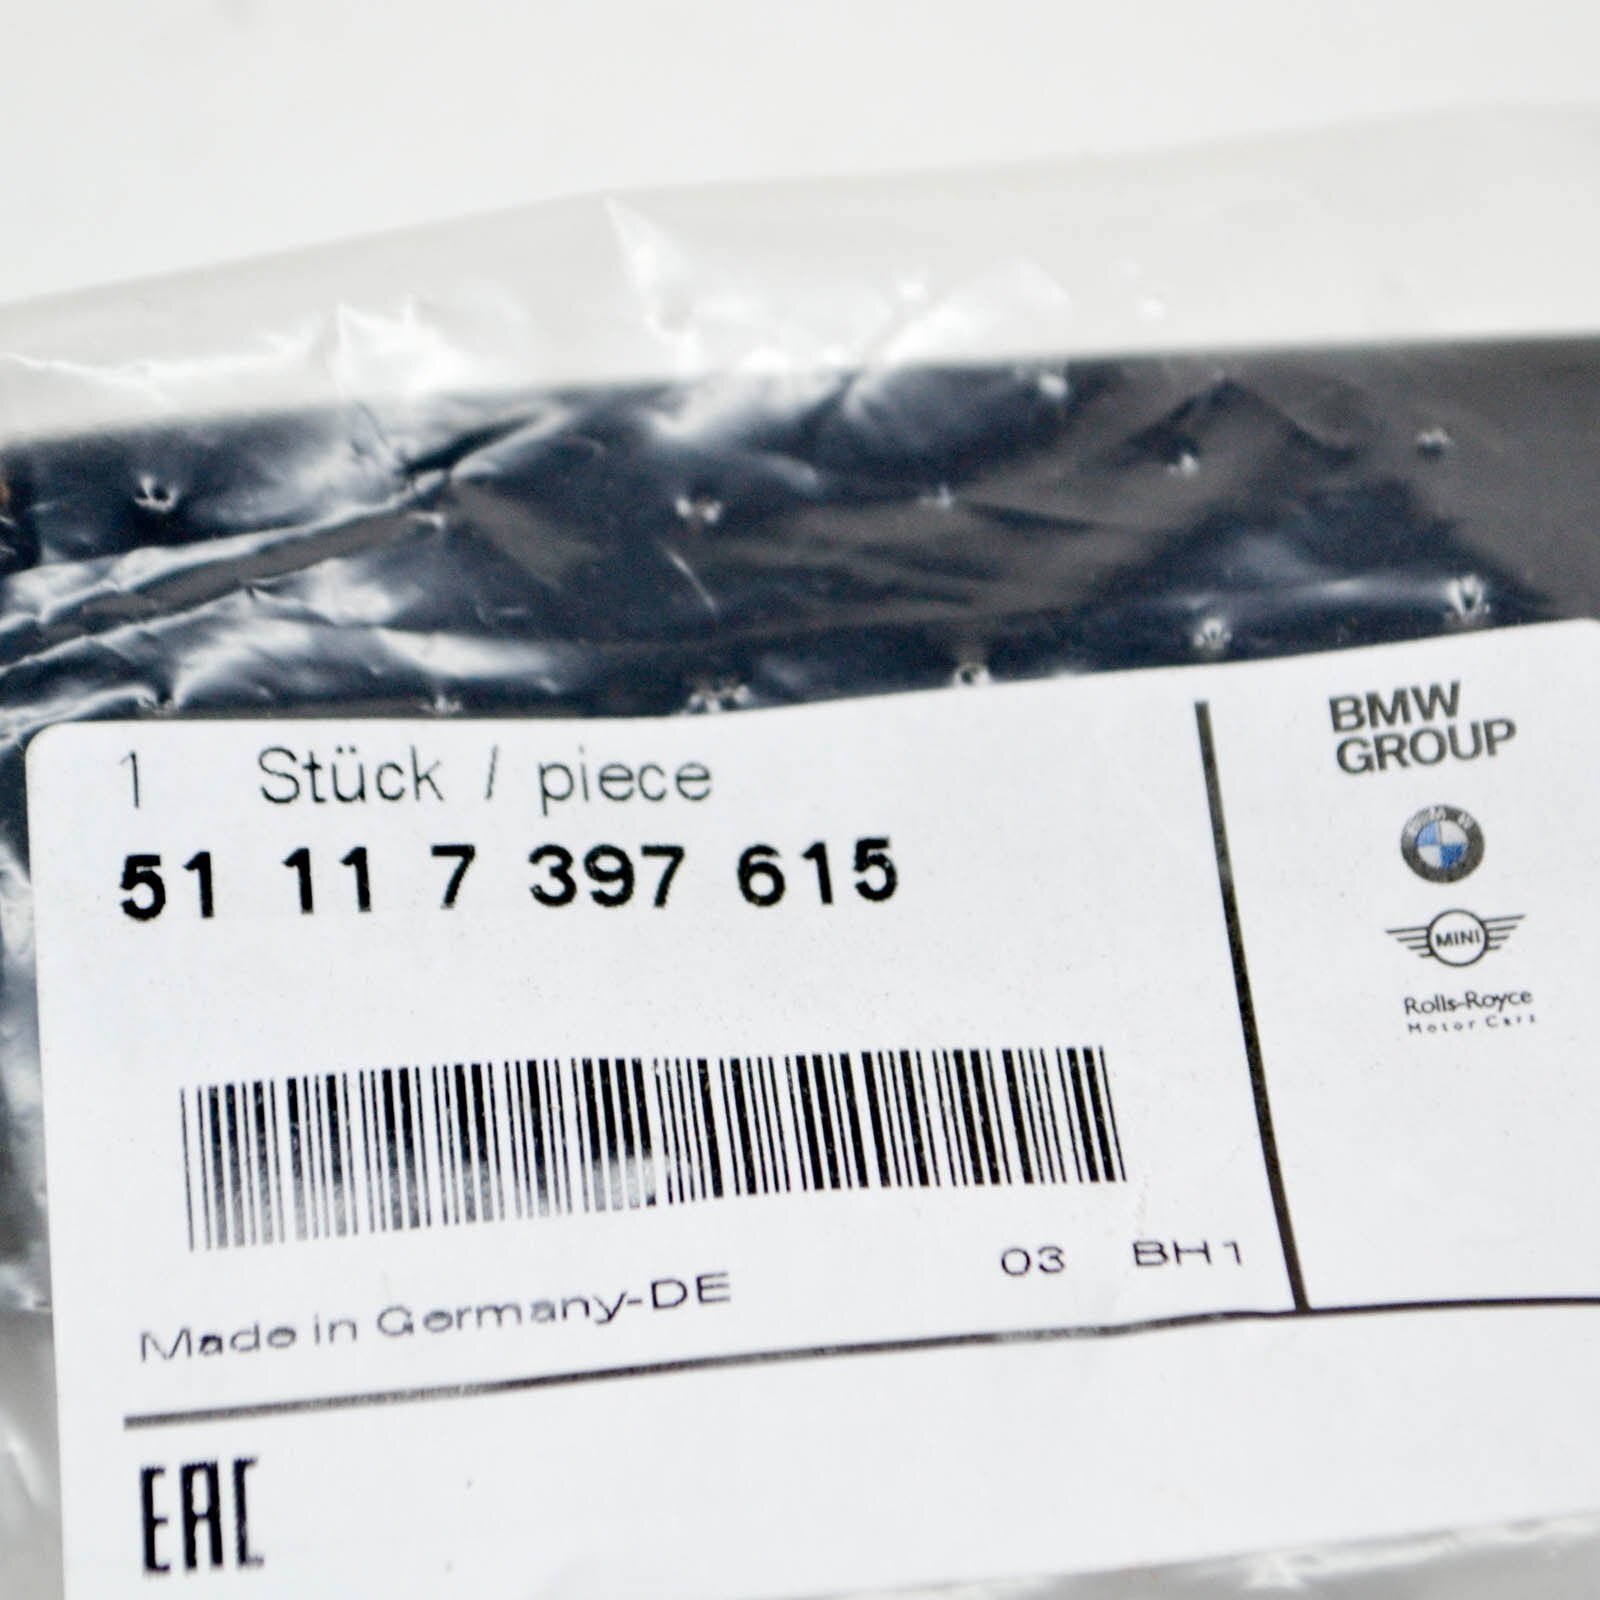 1 Stück / piece
51 11 7 397 615
Made in Germany-DE
03 BH1
EAC
BMW
GROUP
BMW
MINI
Rolls-Royce
Motor Cars